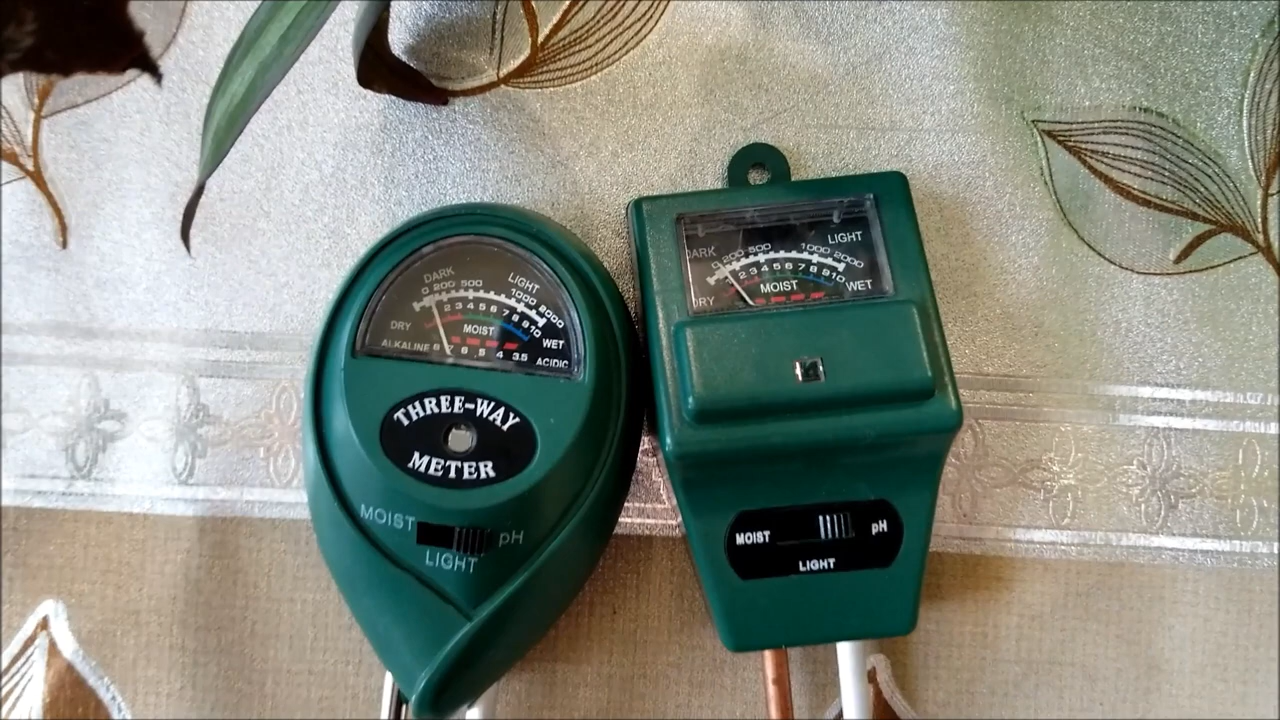 DARK
LIGHT
0 200 500 1000 2000
2 3 4 5 6 7 8 9 10
DRY
MOIST
WET
ALKALINE 8 7 6 5 4 3.5 ACIDIC
THREE-WAY
METER
MOIST
pH
LIGHT
DARK
LIGHT
0 200 500 1000 2000
1 2 3 4 5 6 7 8 9 10
DRY
MOIST
WET
MOIST
pH
LIGHT